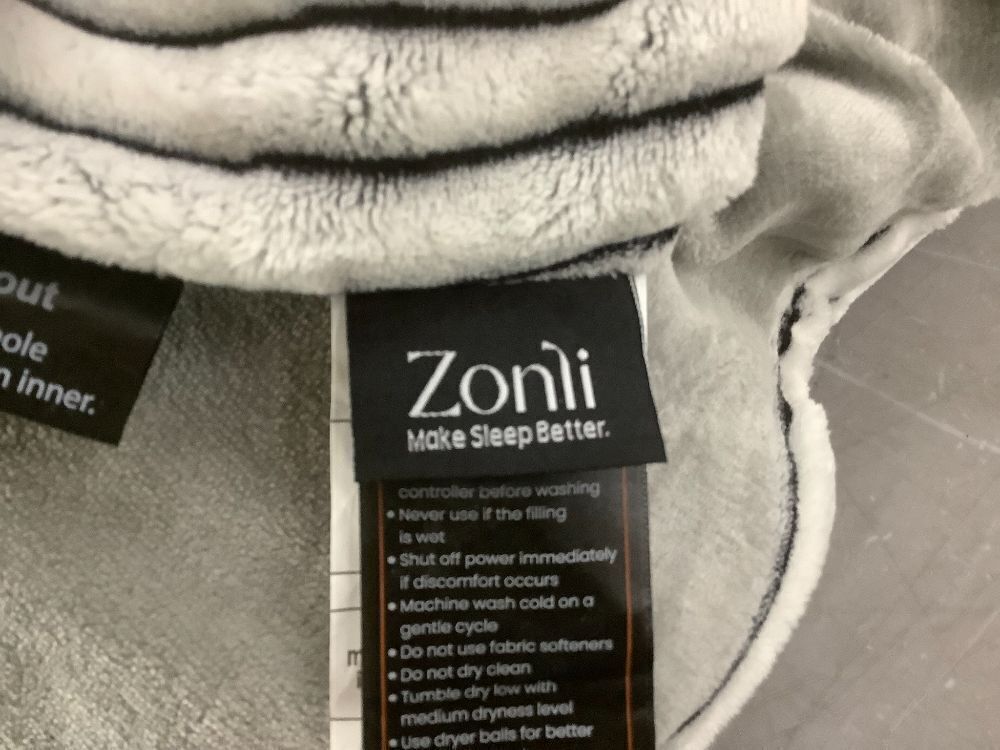 out
n inner.
Zonli
Make Sleep Better.
controller before washing
• Never use if the filling
is wet
• Shut off power immediately
if discomfort occurs
• Machine wash cold on a
gentle cycle
• Do not use fabric softeners
• Do not dry clean
• Tumble dry low with
medium dryness level
• Use dryer balls for better